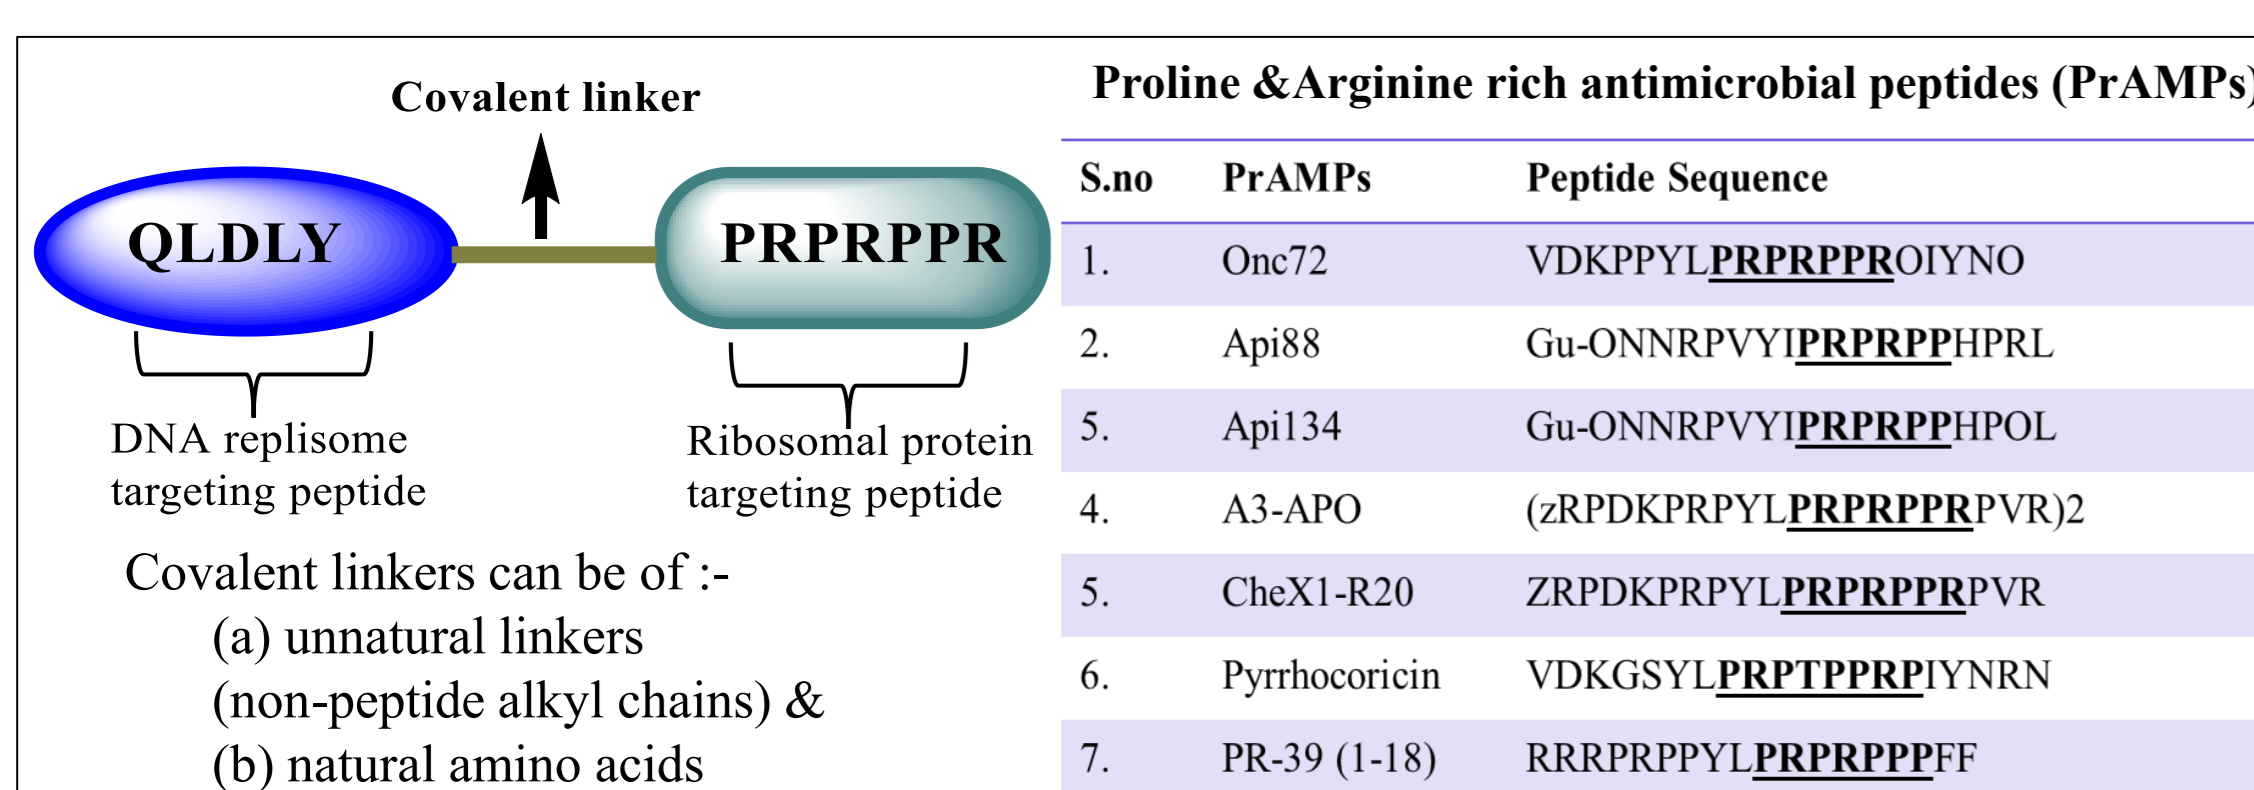 Covalent linker
QLDLY
PRPRPPR
DNA replisome
targeting peptide
Ribosomal protein
targeting peptide
Covalent linkers can be of :-
(a) unnatural linkers
(non-peptide alkyl chains) &
(b) natural amino acids
Proline &Arginine rich antimicrobial peptides (PrAMPs)
S.no PrAMPs Peptide Sequence
1. Onc72 VDKPPYLPRPRPPROIYNO
2. Api88 Gu-ONNRPVYIPRPRPPHPRL
5. Api134 Gu-ONNRPVYIPRPRPPHPOL
4. A3-APO (zRPDKPRPYLPRPRPPRPVR)2
5. CheX1-R20 ZRPDKPRPYLPRPRPPRPVR
6. Pyrrhocoricin VDKGSYLPRPTPPRPIYNRN
7. PR-39 (1-18) RRRPRPPYLPRPRPPPFF